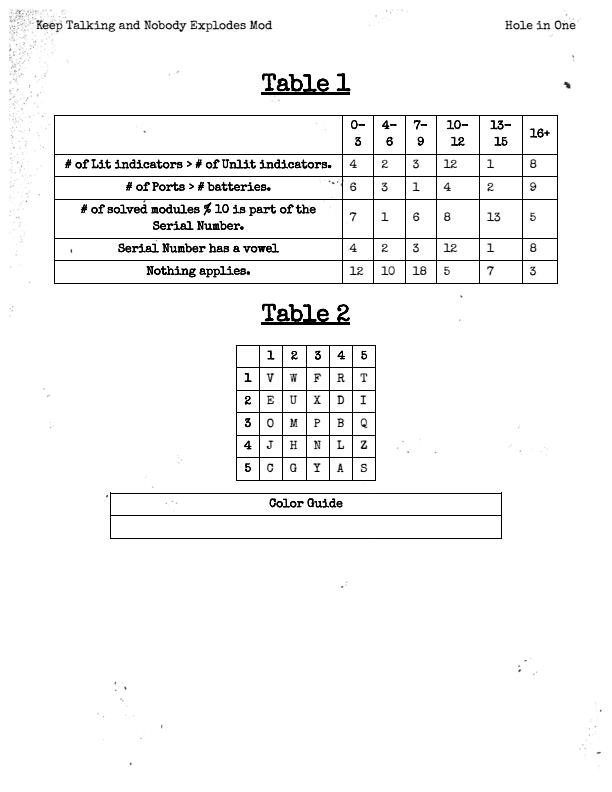 Keep Talking and Nobody Explodes Mod Hole in One
Table 1
0-3 4-6 7-9 10-12 13-15 16+
# of Lit indicators > # of Unlit indicators. 4 2 3 12 1 8
# of Ports > # batteries. 6 3 1 4 2 9
# of solved modules % 10 is part of the
Serial Number. 7 1 6 8 13 5
Serial Number has a vowel 4 2 3 12 1 8
Nothing applies. 12 10 18 5 7 3
Table 2
1 2 3 4 5
1 V W F R T
2 E U X D I
3 O M P B Q
4 J H N L Z
5 C G Y A S
Color Guide